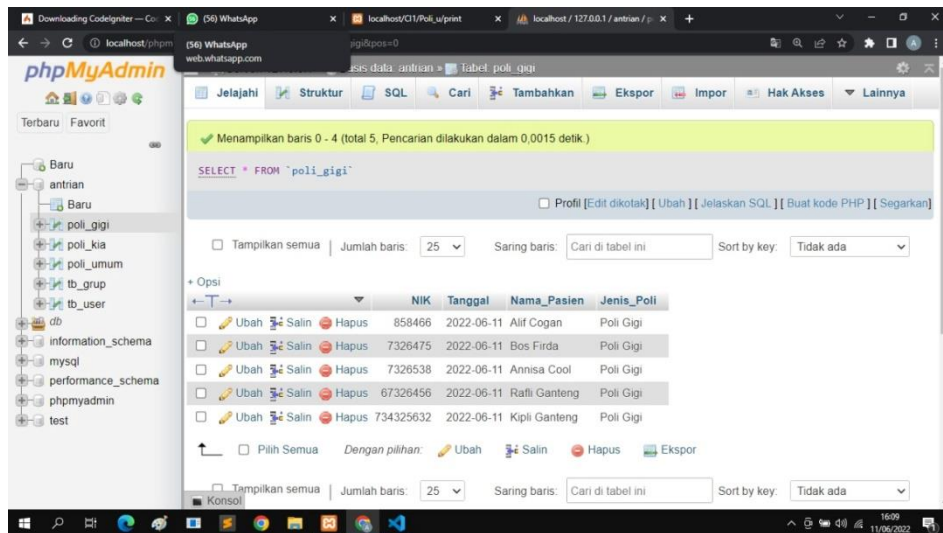 Downloading CodeIgniter — Co
(56) WhatsApp
localhost/CI1/Poli_u/print
localhost / 127.0.0.1 / antrian / p
localhost/phpm
gigi&pos=0
(56) WhatsApp
web.whatsapp.com
phpMyAdmin
Terbaru Favorit
Baru
antrian
Baru
poli_gigi
poli_kia
poli_umum
tb_grup
tb_user
db
information_schema
mysql
performance_schema
phpmyadmin
test
asis data: antrian » Tabel: poli_gigi
Jelajahi Struktur SQL Cari Tambahkan Ekspor Impor Hak Akses Lainnya
Menampilkan baris 0 - 4 (total 5, Pencarian dilakukan dalam 0,0015 detik.)
SELECT * FROM `poli_gigi`
Profil [Edit dikotak] [ Ubah ] [ Jelaskan SQL ] [ Buat kode PHP ] [ Segarkan]
Tampilkan semua | Jumlah baris: 25 Saring baris: Cari di tabel ini Sort by key: Tidak ada
+ Opsi
←T→ NIK Tanggal Nama_Pasien Jenis_Poli
Ubah Salin Hapus 858466 2022-06-11 Alif Cogan Poli Gigi
Ubah Salin Hapus 7326475 2022-06-11 Bos Firda Poli Gigi
Ubah Salin Hapus 7326538 2022-06-11 Annisa Cool Poli Gigi
Ubah Salin Hapus 67326456 2022-06-11 Rafli Ganteng Poli Gigi
Ubah Salin Hapus 734325632 2022-06-11 Kipli Ganteng Poli Gigi
Pilih Semua Dengan pilihan: Ubah Salin Hapus Ekspor
Tampilkan semua | Jumlah baris: 25 Saring baris: Cari di tabel ini Sort by key: Tidak ada
Konsol
16:09
11/06/2022